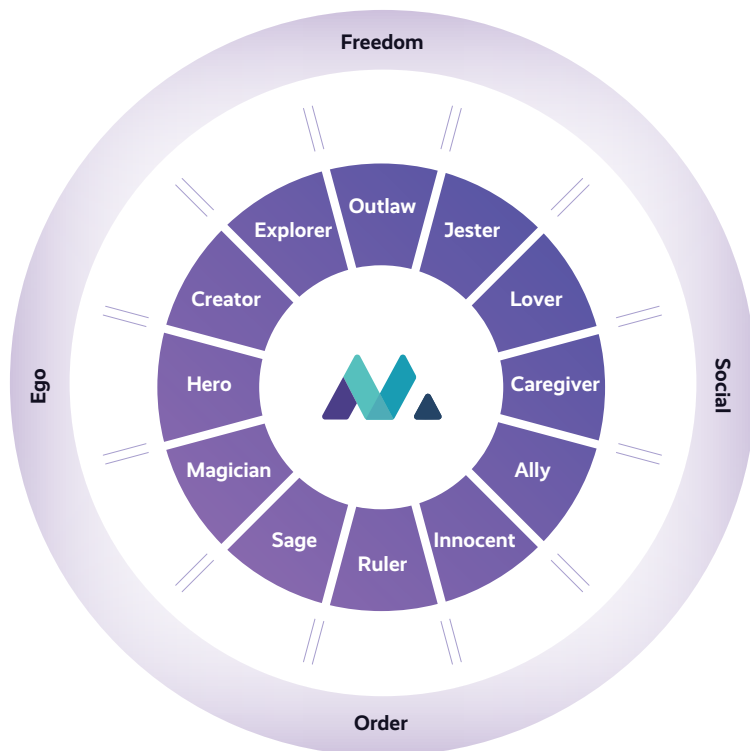 Freedom
Outlaw
Explorer
Jester
Creator
Lover
Ego
Hero
Caregiver
Social
Magician
Ally
Sage
Innocent
Ruler
Order